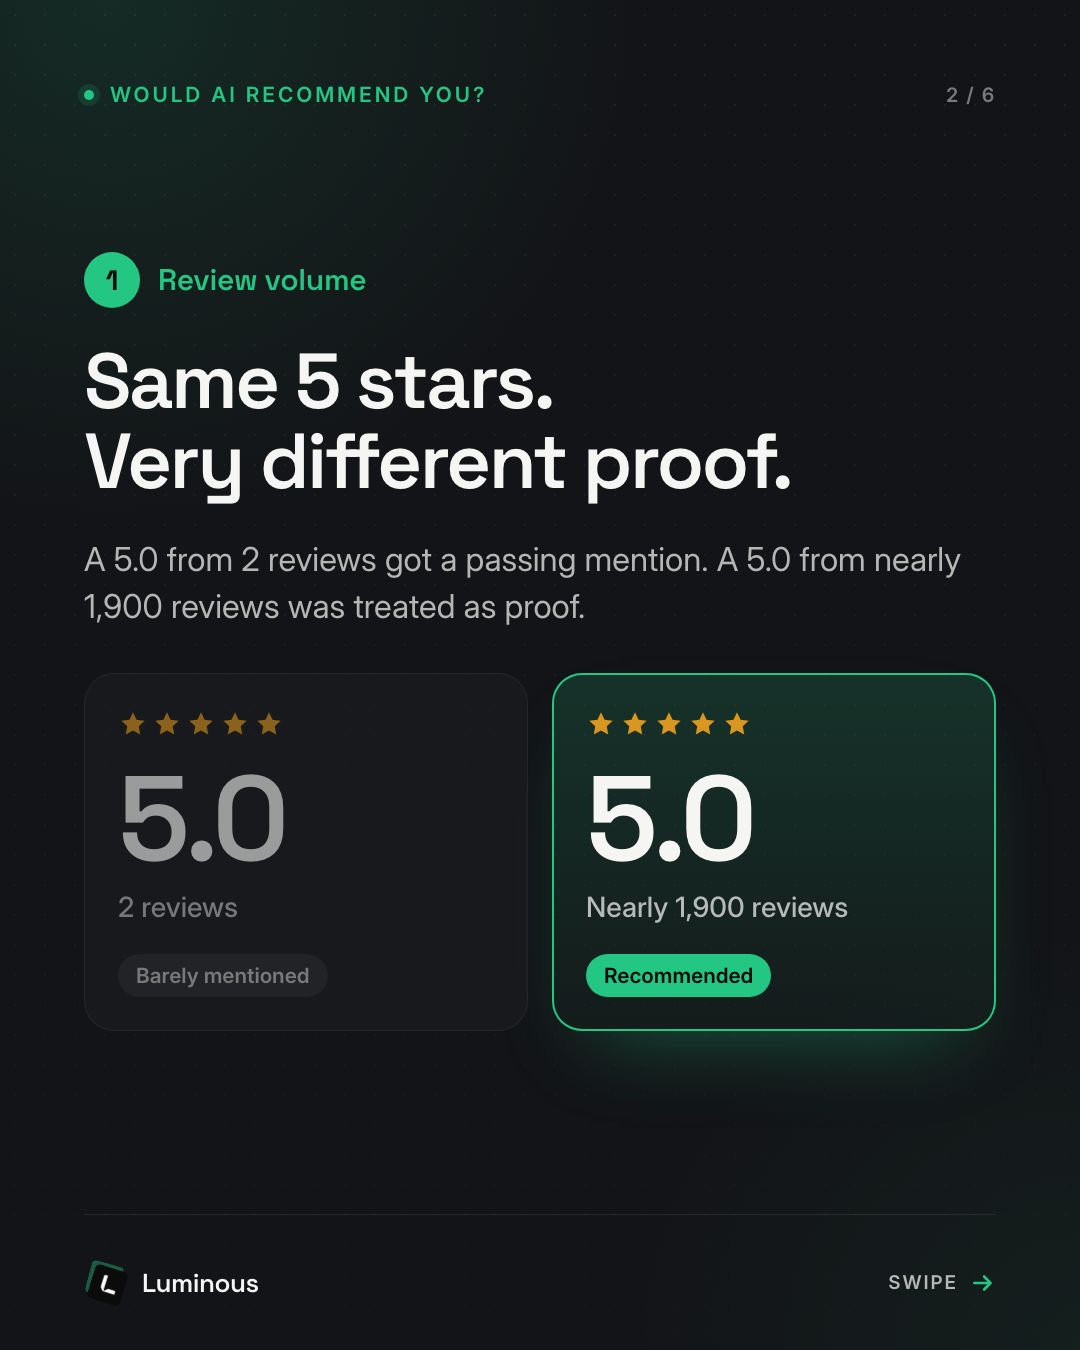 WOULD AI RECOMMEND YOU?
2 / 6
1
Review volume
Same 5 stars.
Very different proof.
A 5.0 from 2 reviews got a passing mention. A 5.0 from nearly
1,900 reviews was treated as proof.
5.0
2 reviews
Barely mentioned
5.0
Nearly 1,900 reviews
Recommended
L
Luminous
SWIPE →